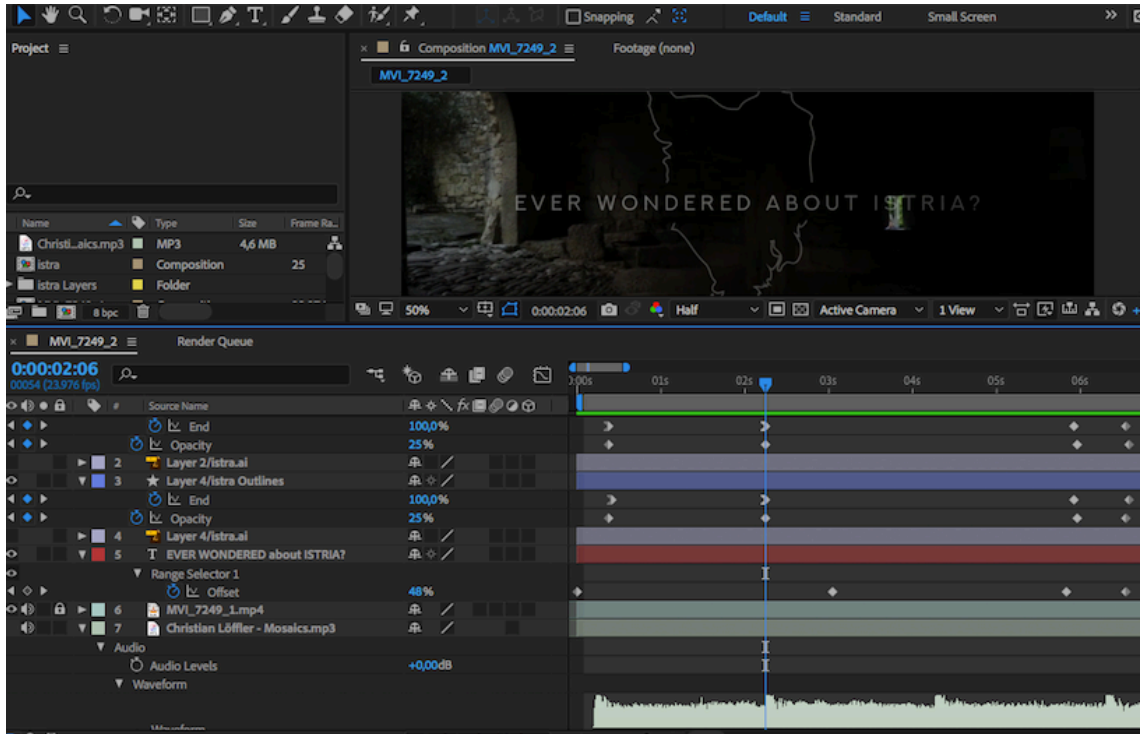 T Snapping Default Standard Small Screen »
Project
Composition MVI_7249_2 Footage (none)
MVI_7249_2
EVER WONDERED ABOUT ISTRIA?
Name Type Size Frame Ra...
Christi...aics.mp3 MP3 4,6 MB
istra Composition 25
istra Layers Folder
8 bpc
50% 0:00:02:06 Half Active Camera 1 View
MVI_7249_2 Render Queue
0:00:02:06
00054 (23.976 fps)
0:00s 01s 02s 03s 04s 05s 06s
# Source Name fx
End 100,0%
Opacity 25%
2 Layer 2/istra.ai
3 Layer 4/istra Outlines
End 100,0%
Opacity 25%
4 Layer 4/istra.ai
5 T EVER WONDERED about ISTRIA?
Range Selector 1
Offset 48%
6 MVI_7249_1.mp4
7 Christian Löffler - Mosaics.mp3
Audio
Audio Levels +0,00dB
Waveform
Waveform